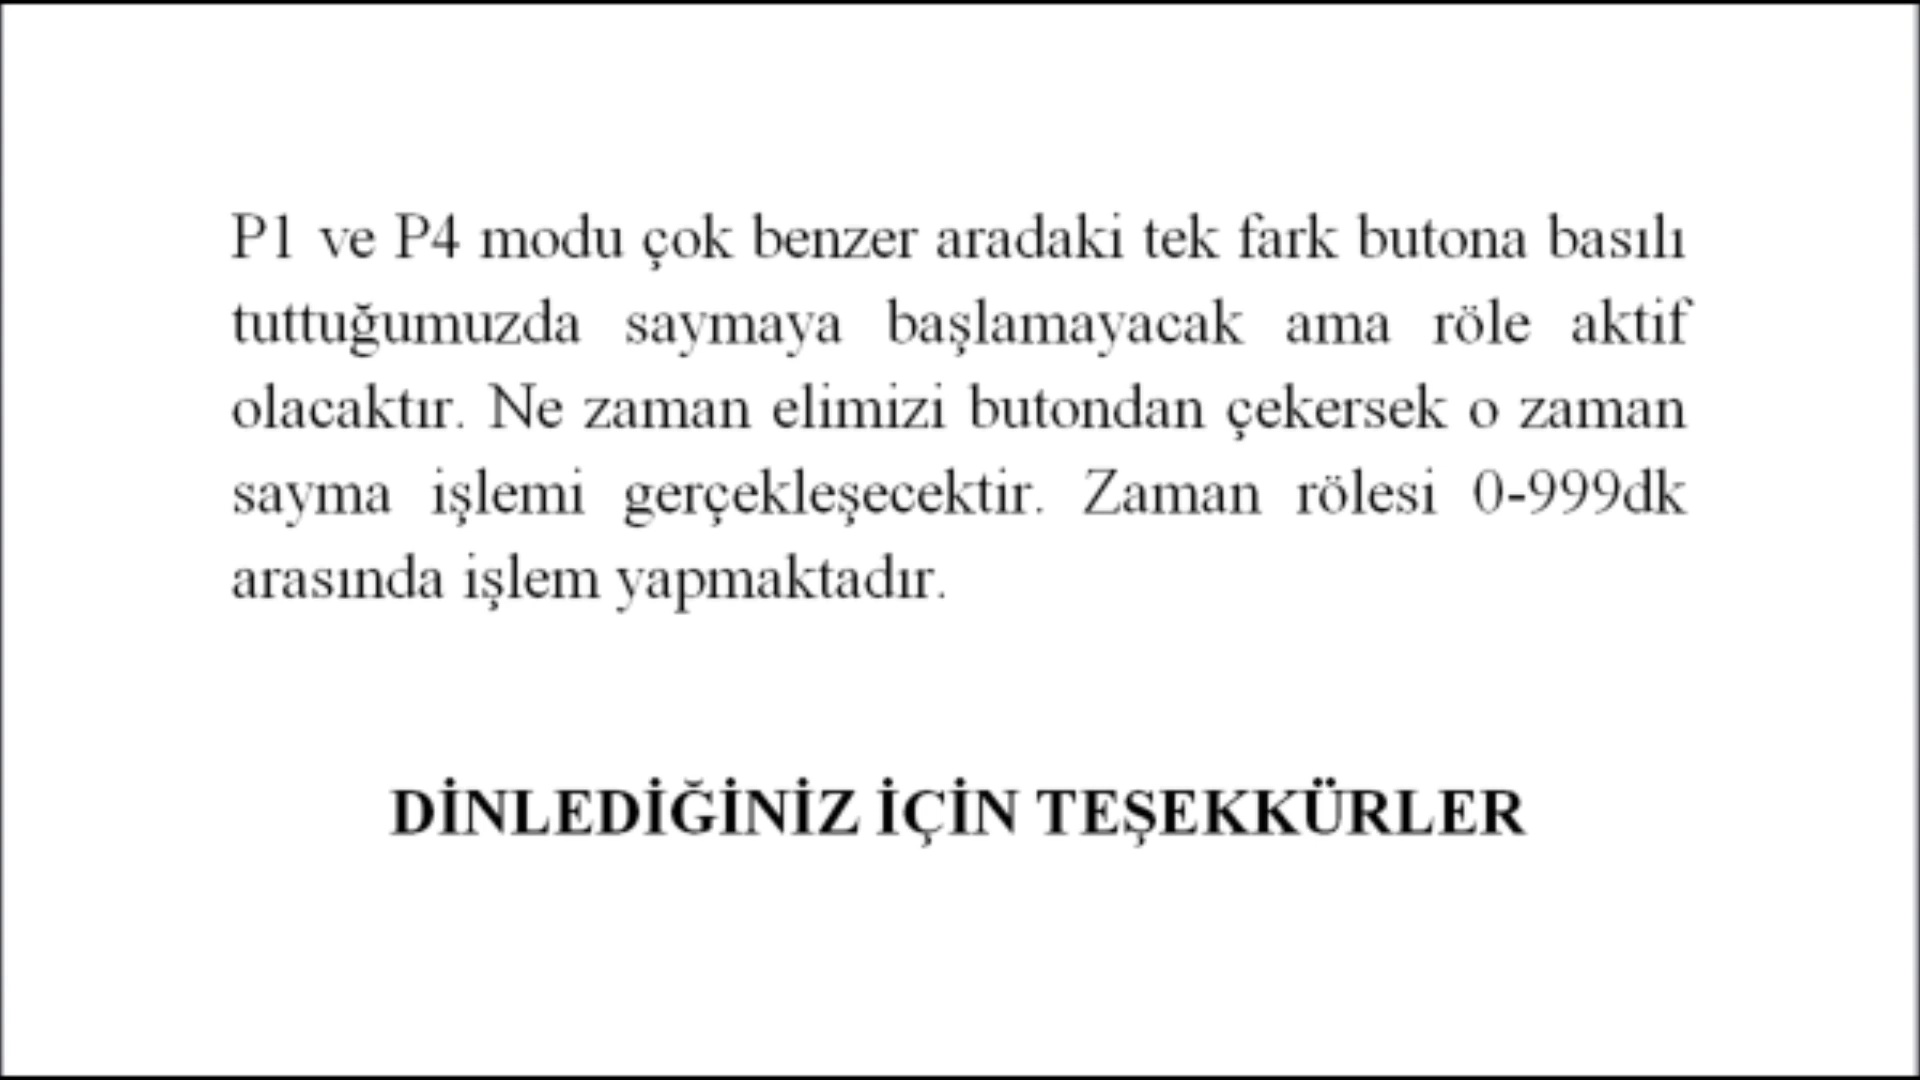 P1 ve P4 modu çok benzer aradaki tek fark butona basılı
tuttuğumuzda saymaya başlamayacak ama röle aktif
olacaktır. Ne zaman elimizi butondan çekersek o zaman
sayma işlemi gerçekleşecektir. Zaman rölesi 0-999dk
arasında işlem yapmaktadır.
DİNLEDİĞİNİZ İÇİN TEŞEKKÜRLER